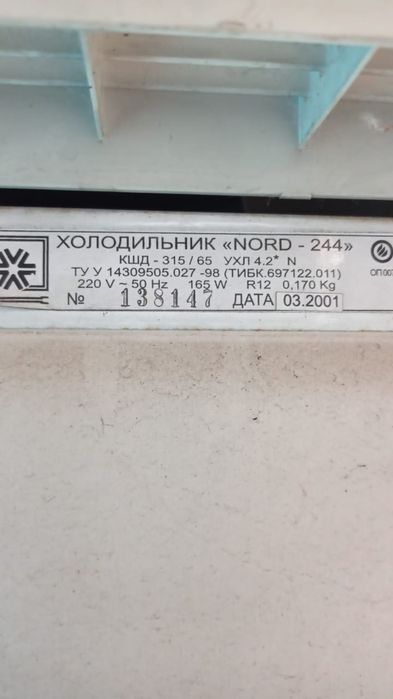 ХОЛОДИЛЬНИК «NORD - 244»
КШД - 315 / 65 УХЛ 4.2* N
ТУ У 14309505.027 -98 (ТИБК.697122.011)
220 V ~ 50 Hz 165 W R12 0,170 Kg
№ 138147 ДАТА 03.2001